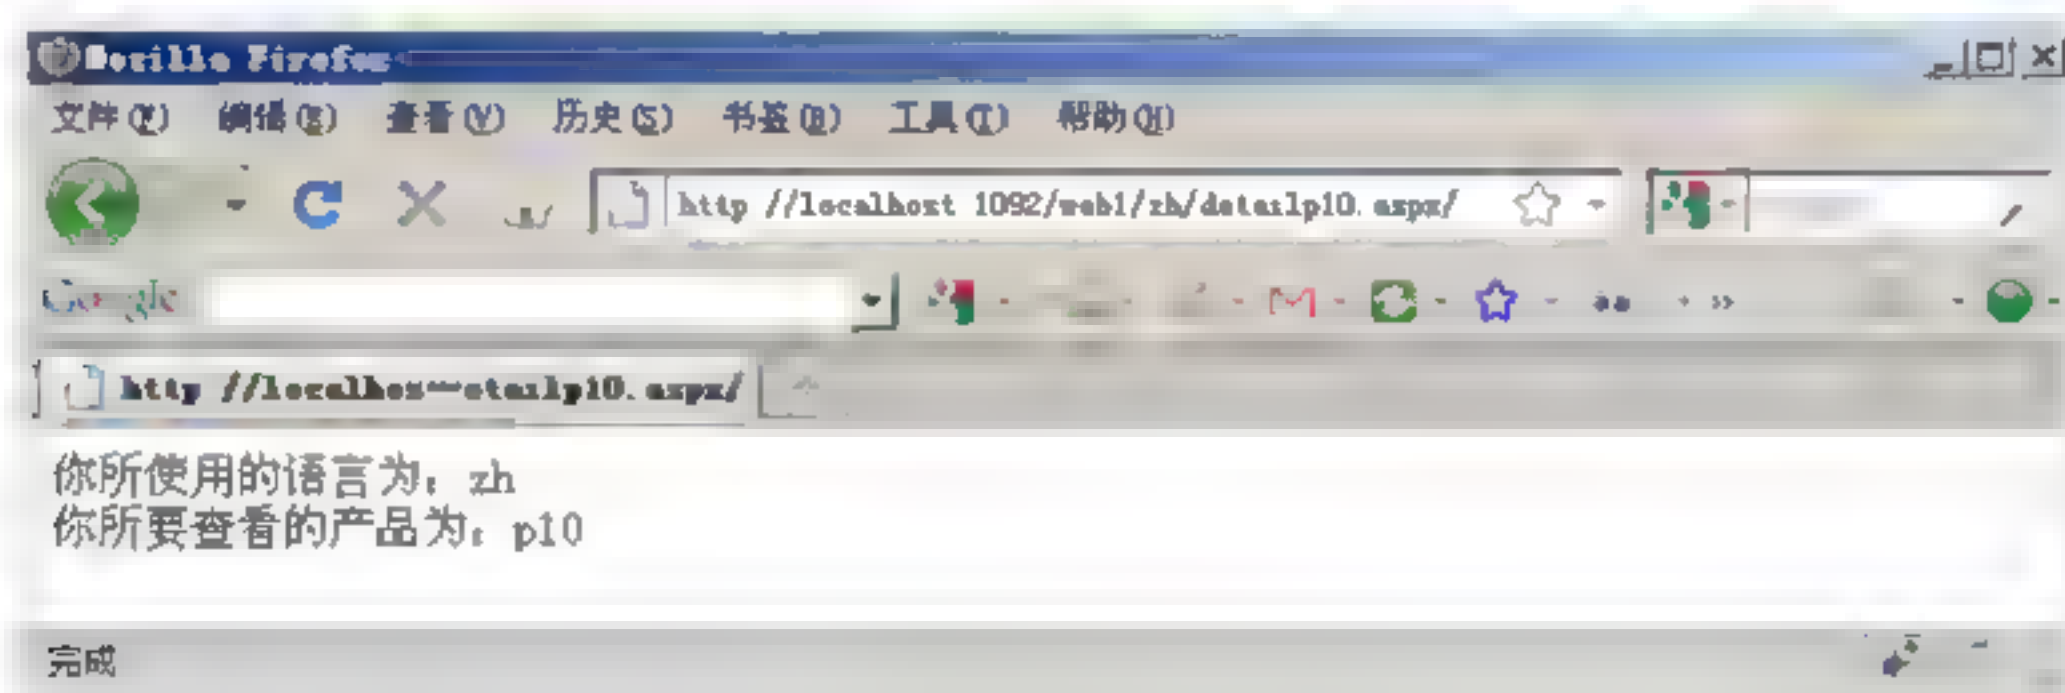 Mozilla Firefox
文件(F) 编辑(E) 查看(V) 历史(S) 书签(B) 工具(T) 帮助(H)
http //localhost 1092/web1/zh/detailp10.aspx/
Google
http //localhos…etailp10.aspx/
你所使用的语言为：zh
你所要查看的产品为：p10
完成